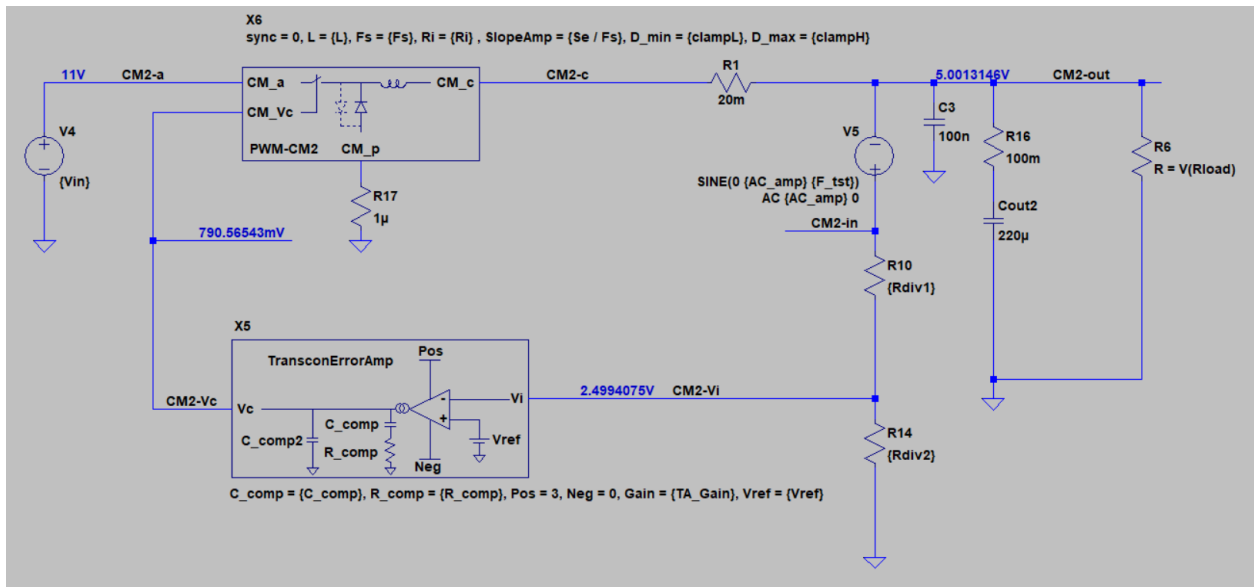 X6
sync = 0, L = {L}, Fs = {Fs}, Ri = {Ri} , SlopeAmp = {Se / Fs}, D_min = {clampL}, D_max = {clampH}
11V
CM2-a
CM_a
CM_c
CM_Vc
CM_p
PWM-CM2
CM2-c
R1
20m
5.0013146V
CM2-out
V4
{Vin}
R17
1µ
V5
SINE(0 {AC_amp} {F_tst})
AC {AC_amp} 0
C3
100n
R16
100m
Cout2
220µ
R6
R = V(Rload)
790.56543mV
CM2-in
R10
{Rdiv1}
X5
TransconErrorAmp
Pos
CM2-Vc
Vc
Vi
2.4994075V
CM2-Vi
C_comp
C_comp2
R_comp
Vref
Neg
R14
{Rdiv2}
C_comp = {C_comp}, R_comp = {R_comp}, Pos = 3, Neg = 0, Gain = {TA_Gain}, Vref = {Vref}